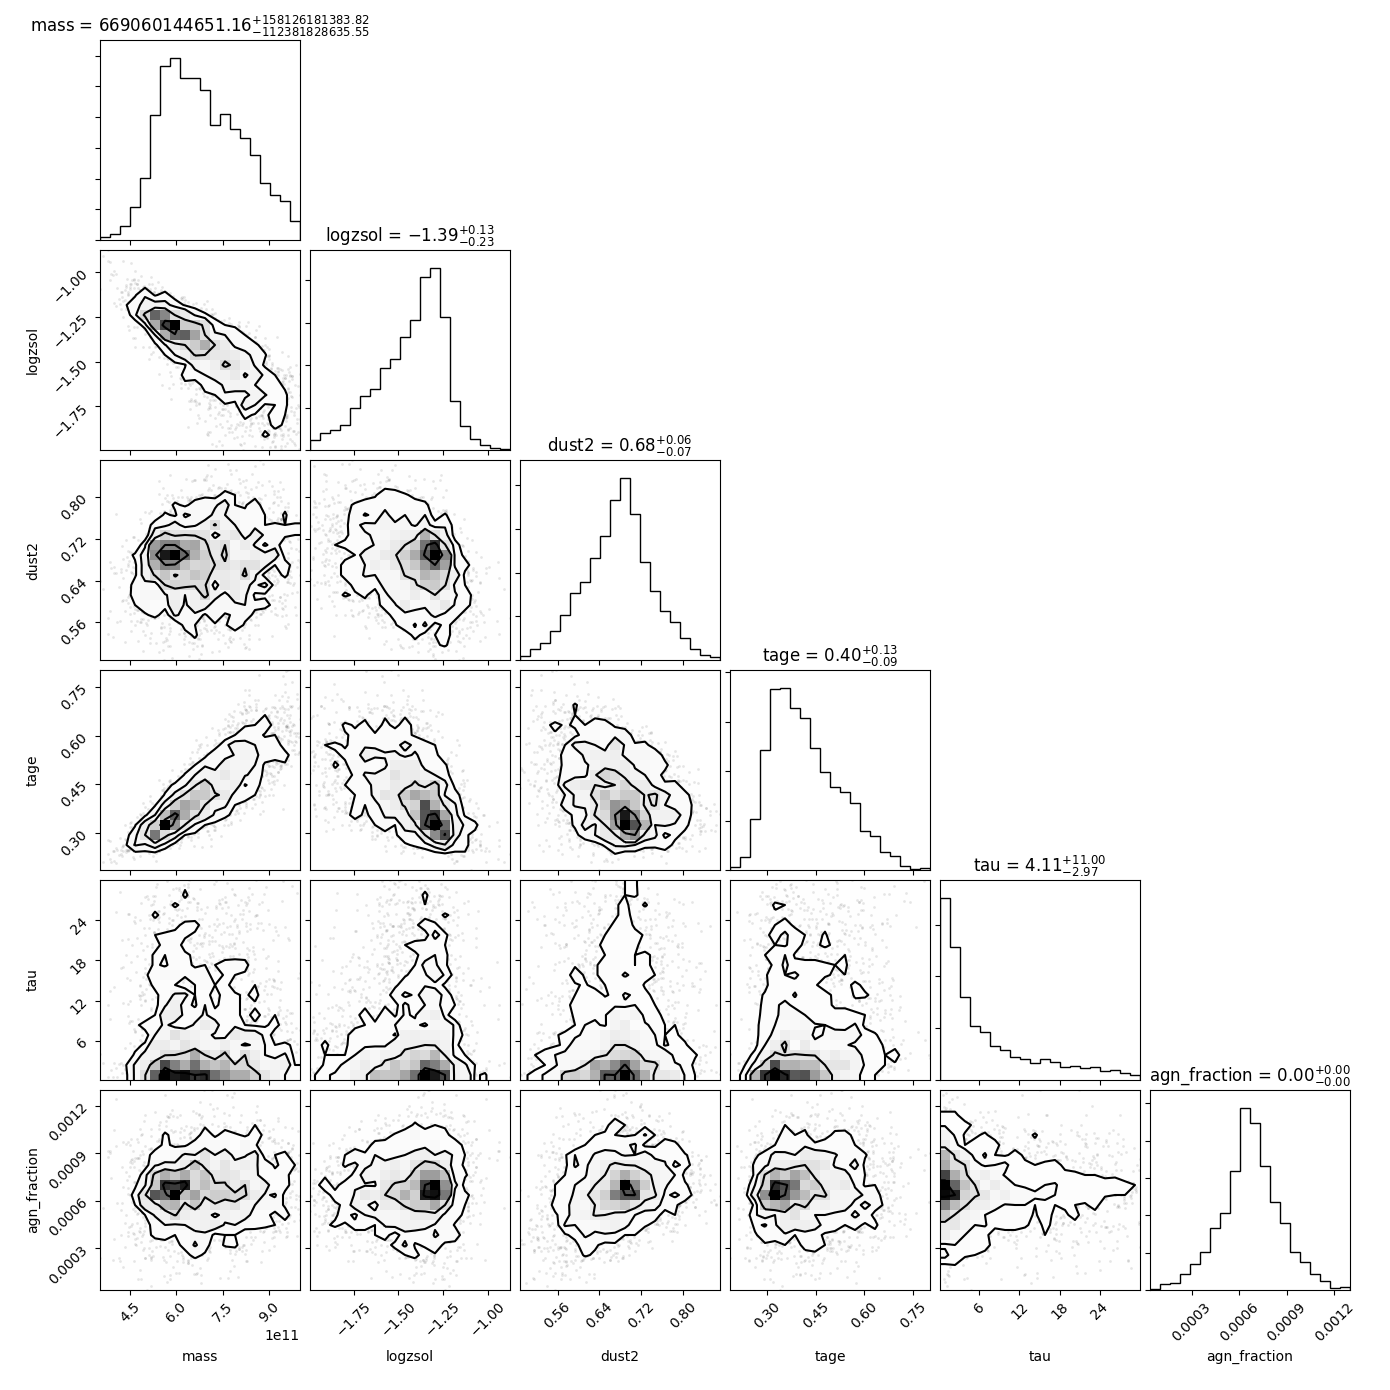 mass = 669060144651.16+158126181383.82−112381828635.55
logzsol = −1.39+0.13−0.23
−1.00
−1.25
−1.50
−1.75
logzsol
dust2 = 0.68+0.06−0.07
0.80
0.72
0.64
0.56
dust2
tage = 0.40+0.13−0.09
0.75
0.60
0.45
0.30
tage
tau = 4.11+11.00−2.97
24
18
12
6
tau
agn_fraction = 0.00+0.00−0.00
0.0012
0.0009
0.0006
0.0003
agn_fraction
4.5 6.0 7.5 9.0 −1.75 −1.50 −1.25 −1.00 0.56 0.64 0.72 0.80 0.30 0.45 0.60 0.75 6 12 18 24 0.0003 0.0006 0.0009 0.0012
1e11
mass logzsol dust2 tage tau agn_fraction